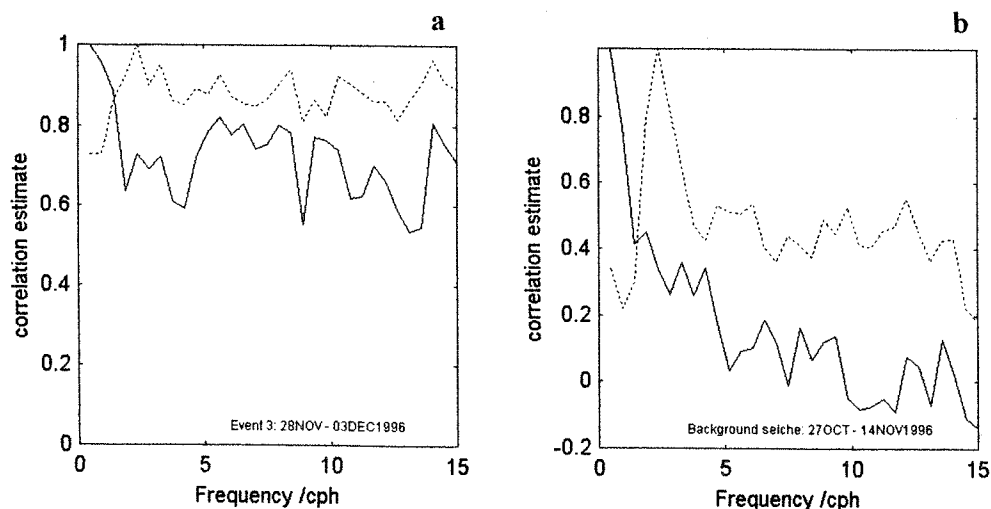 a
1
0.8
0.6
0.4
0.2
0
0
5
10
15
correlation estimate
Event 3: 28NOV - 03DEC1996
Frequency /cph
b
0.8
0.6
0.4
0.2
0
-0.2
0
5
10
15
correlation estimate
Background seiche: 27OCT - 14NOV1996
Frequency /cph